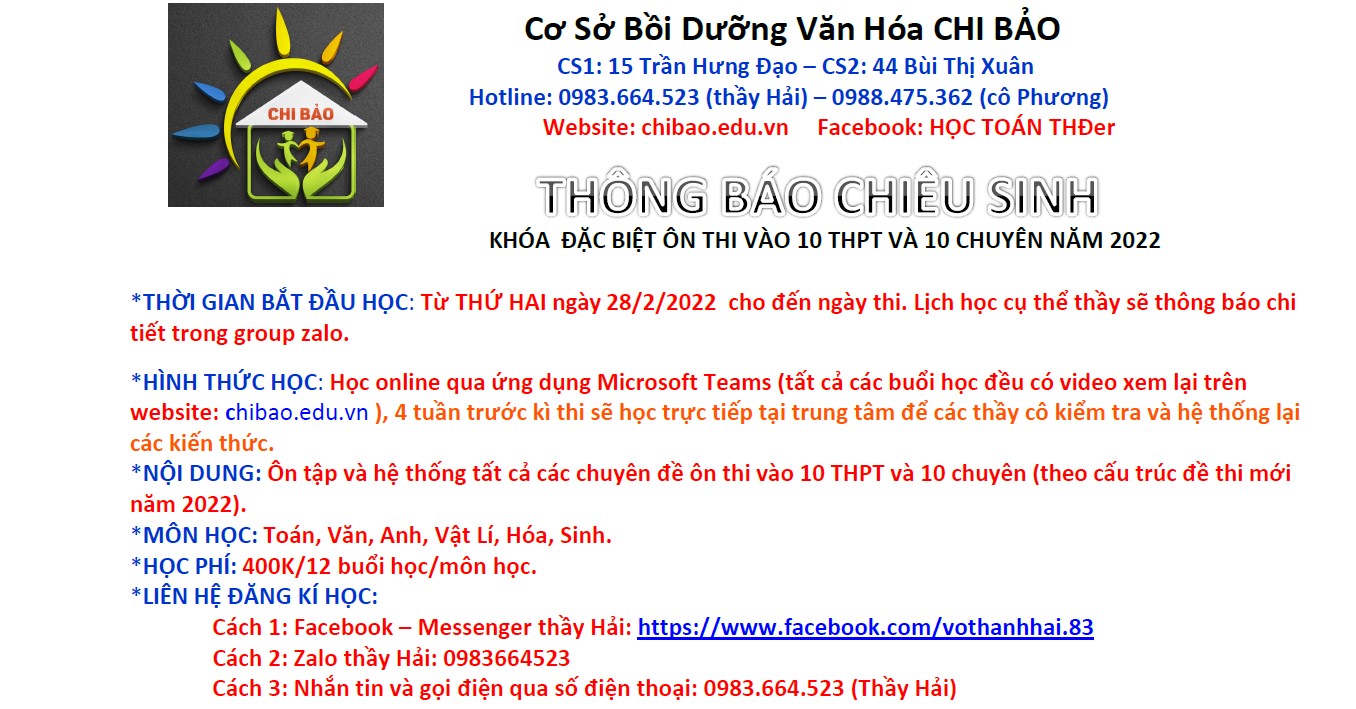 CHI BẢO
Cơ Sở Bồi Dưỡng Văn Hóa CHI BẢO
CS1: 15 Trần Hưng Đạo – CS2: 44 Bùi Thị Xuân
Hotline: 0983.664.523 (thầy Hải) – 0988.475.362 (cô Phương)
Website: chibao.edu.vn Facebook: HỌC TOÁN THĐer
THÔNG BÁO CHIÊU SINH
KHÓA ĐẶC BIỆT ÔN THI VÀO 10 THPT VÀ 10 CHUYÊN NĂM 2022
*THỜI GIAN BẮT ĐẦU HỌC: Từ THỨ HAI ngày 28/2/2022 cho đến ngày thi. Lịch học cụ thể thầy sẽ thông báo chi
tiết trong group zalo.
*HÌNH THỨC HỌC: Học online qua ứng dụng Microsoft Teams (tất cả các buổi học đều có video xem lại trên
website: chibao.edu.vn ), 4 tuần trước kì thi sẽ học trực tiếp tại trung tâm để các thầy cô kiểm tra và hệ thống lại
các kiến thức.
*NỘI DUNG: Ôn tập và hệ thống tất cả các chuyên đề ôn thi vào 10 THPT và 10 chuyên (theo cấu trúc đề thi mới
năm 2022).
*MÔN HỌC: Toán, Văn, Anh, Vật Lí, Hóa, Sinh.
*HỌC PHÍ: 400K/12 buổi học/môn học.
*LIÊN HỆ ĐĂNG KÍ HỌC:
Cách 1: Facebook – Messenger thầy Hải: https://www.facebook.com/vothanhhai.83
Cách 2: Zalo thầy Hải: 0983664523
Cách 3: Nhắn tin và gọi điện qua số điện thoại: 0983.664.523 (Thầy Hải)